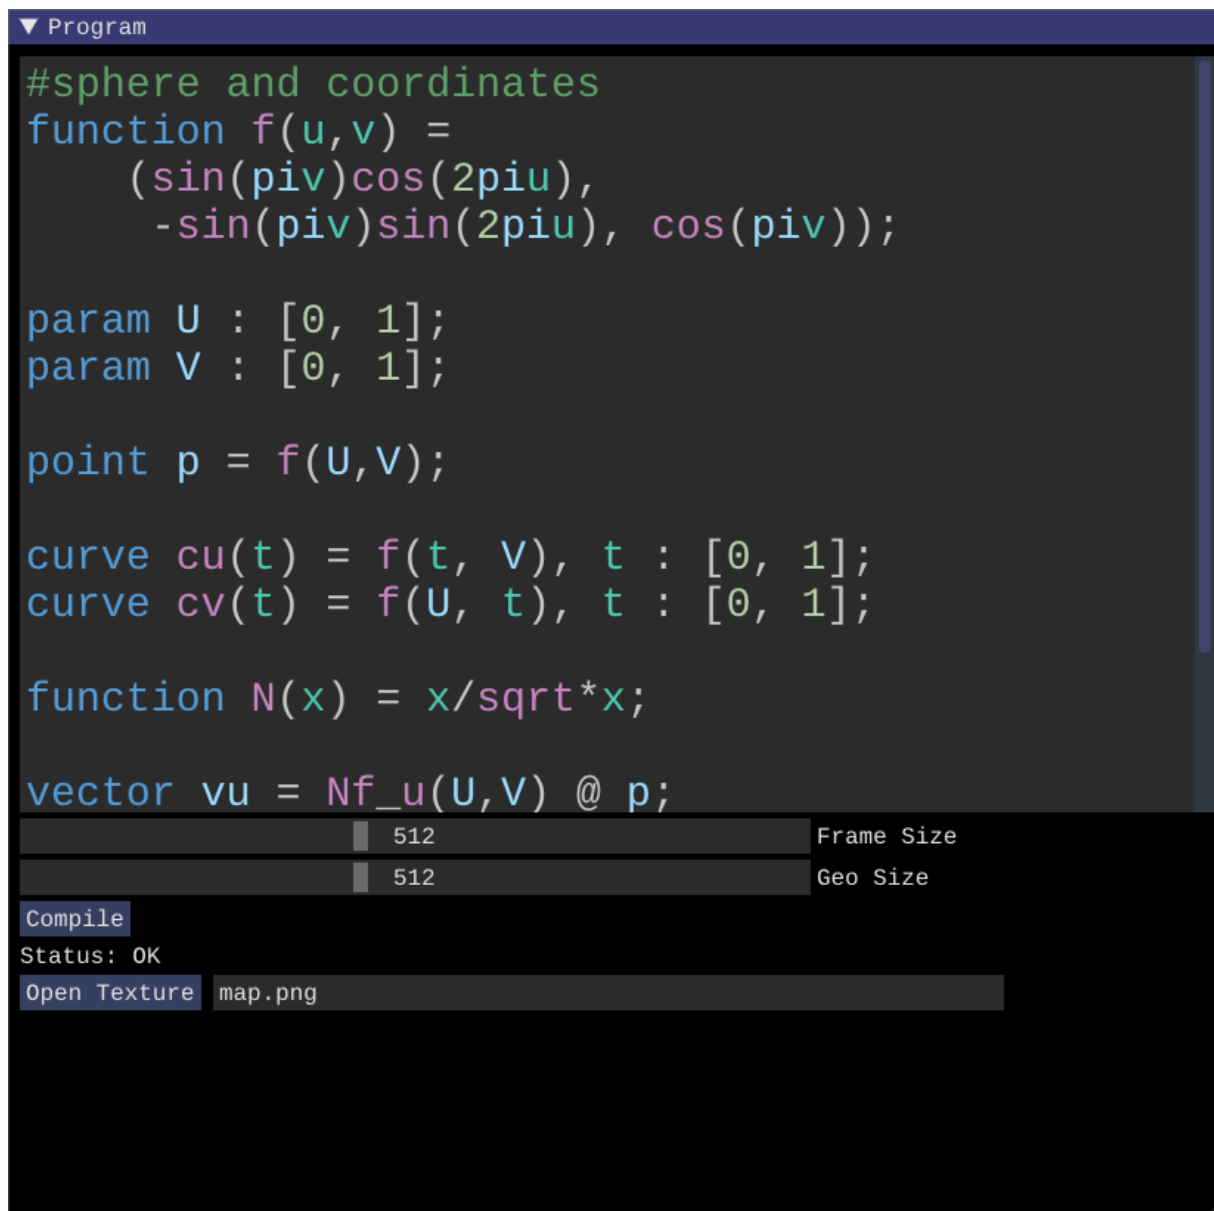 ▼ Program
#sphere and coordinates
function f(u,v) =
    (sin(piv)cos(2piu),
     -sin(piv)sin(2piu), cos(piv));
param U : [0, 1];
param V : [0, 1];
point p = f(U,V);
curve cu(t) = f(t, V), t : [0, 1];
curve cv(t) = f(U, t), t : [0, 1];
function N(x) = x/sqrt*x;
vector vu = Nf_u(U,V) @ p;
512 Frame Size
512 Geo Size
Compile
Status: OK
Open Texture map.png